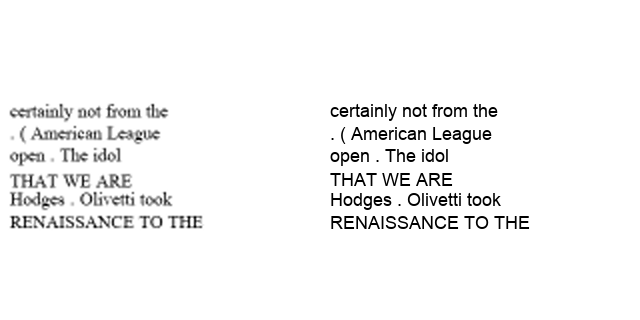 certainly not from the
. ( American League
open . The idol
THAT WE ARE
Hodges . Olivetti took
RENAISSANCE TO THE
certainly not from the
. ( American League
open . The idol
THAT WE ARE
Hodges . Olivetti took
RENAISSANCE TO THE